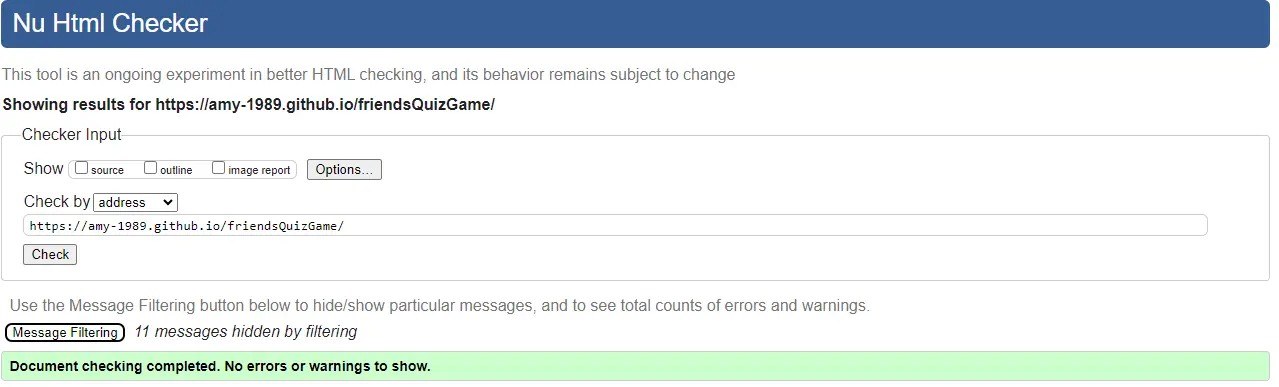 Nu Html Checker
This tool is an ongoing experiment in better HTML checking, and its behavior remains subject to change
Showing results for https://amy-1989.github.io/friendsQuizGame/
Checker Input
Show source outline image report Options...
Check by address
https://amy-1989.github.io/friendsQuizGame/
Check
Use the Message Filtering button below to hide/show particular messages, and to see total counts of errors and warnings.
Message Filtering 11 messages hidden by filtering
Document checking completed. No errors or warnings to show.